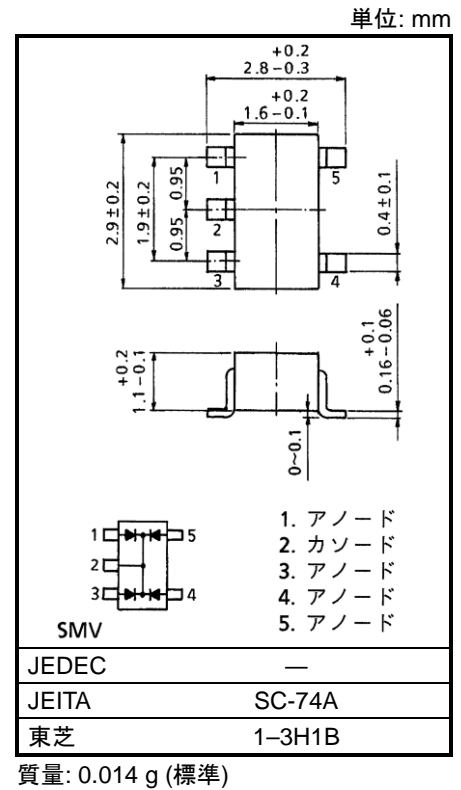 単位: mm
+0.2
2.8－0.3
+0.2
1.6－0.1
1
5
2
3
4
2.9±0.2
1.9±0.2
0.95
0.95
0.4±0.1
+0.2
1.1－0.1
+0.1
0.16－0.06
0~0.1
1
5
2
3
4
SMV
1. アノード
2. カソード
3. アノード
4. アノード
5. アノード
JEDEC ―
JEITA SC-74A
東芝 1–3H1B
質量: 0.014 g (標準)